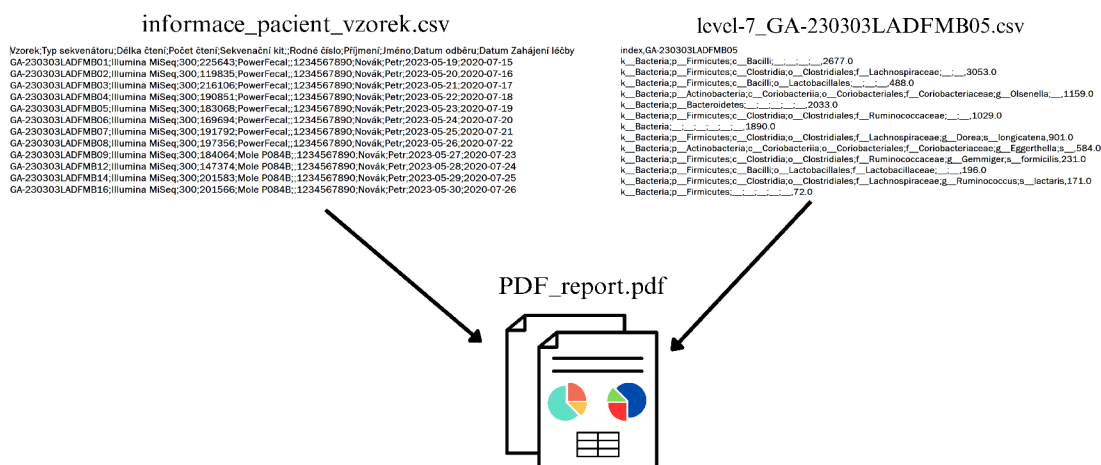 informace_pacient_vzorek.csv
Vzorek;Typ sekvenátoru;Délka čtení;Počet čtení;Sekvenační kit;;Rodné číslo;Příjmení;Jméno;Datum odběru;Datum Zahájení léčby
GA-230303LADFMB01;Illumina MiSeq;300;225643;PowerFecal;;1234567890;Novák;Petr;2023-05-19;2020-07-15
GA-230303LADFMB02;Illumina MiSeq;300;119835;PowerFecal;;1234567890;Novák;Petr;2023-05-20;2020-07-16
GA-230303LADFMB03;Illumina MiSeq;300;216106;PowerFecal;;1234567890;Novák;Petr;2023-05-21;2020-07-17
GA-230303LADFMB04;Illumina MiSeq;300;190851;PowerFecal;;1234567890;Novák;Petr;2023-05-22;2020-07-18
GA-230303LADFMB05;Illumina MiSeq;300;183068;PowerFecal;;1234567890;Novák;Petr;2023-05-23;2020-07-19
GA-230303LADFMB06;Illumina MiSeq;300;169694;PowerFecal;;1234567890;Novák;Petr;2023-05-24;2020-07-20
GA-230303LADFMB07;Illumina MiSeq;300;191792;PowerFecal;;1234567890;Novák;Petr;2023-05-25;2020-07-21
GA-230303LADFMB08;Illumina MiSeq;300;197356;PowerFecal;;1234567890;Novák;Petr;2023-05-26;2020-07-22
GA-230303LADFMB09;Illumina MiSeq;300;184064;Mole P084B;;1234567890;Novák;Petr;2023-05-27;2020-07-23
GA-230303LADFMB12;Illumina MiSeq;300;147374;Mole P084B;;1234567890;Novák;Petr;2023-05-28;2020-07-24
GA-230303LADFMB14;Illumina MiSeq;300;201583;Mole P084B;;1234567890;Novák;Petr;2023-05-29;2020-07-25
GA-230303LADFMB16;Illumina MiSeq;300;201566;Mole P084B;;1234567890;Novák;Petr;2023-05-30;2020-07-26
level-7_GA-230303LADFMB05.csv
index,GA-230303LADFMB05
k__Bacteria;p__Firmicutes;c__Bacilli;__;__;__;__,2677.0
k__Bacteria;p__Firmicutes;c__Clostridia;o__Clostridiales;f__Lachnospiraceae;__;__,3053.0
k__Bacteria;p__Firmicutes;c__Bacilli;o__Lactobacillales;__;__;__,488.0
k__Bacteria;p__Actinobacteria;c__Coriobacteriia;o__Coriobacteriales;f__Coriobacteriaceae;g__Olsenella;__,1159.0
k__Bacteria;p__Bacteroidetes;__;__;__;__;__,2033.0
k__Bacteria;p__Firmicutes;c__Clostridia;o__Clostridiales;f__Ruminococcaceae;__;__,1029.0
k__Bacteria;__;__;__;__;__;__,1890.0
k__Bacteria;p__Firmicutes;c__Clostridia;o__Clostridiales;f__Lachnospiraceae;g__Dorea;s__longicatena,901.0
k__Bacteria;p__Actinobacteria;c__Coriobacteriia;o__Coriobacteriales;f__Coriobacteriaceae;g__Eggerthella;s__584.0
k__Bacteria;p__Firmicutes;c__Clostridia;o__Clostridiales;f__Ruminococcaceae;g__Gemmiger;s__formicilis,231.0
k__Bacteria;p__Firmicutes;c__Bacilli;o__Lactobacillales;f__Lactobacillaceae;__;__,196.0
k__Bacteria;p__Firmicutes;c__Clostridia;o__Clostridiales;f__Lachnospiraceae;g__Ruminococcus;s__lactaris,171.0
k__Bacteria;p__Firmicutes;__;__;__;__;__,72.0
PDF_report.pdf